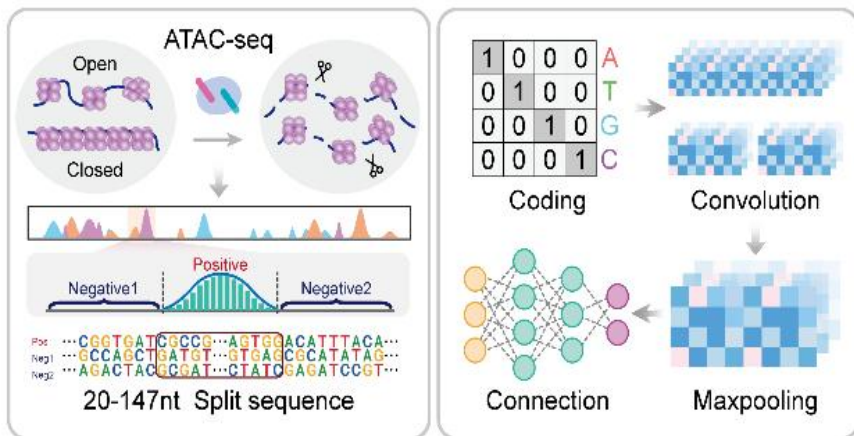 ATAC-seq
Open
Closed
Positive
Negative1
Negative2
Pos ···CGGTGATCGCCG···AGTGGACATTTACA···
Neg1 ···GCCAGCTGATGT···GTGAGCGCATATAG···
Neg2 ···AGACTACGCGAT···CTATCGAGATCCGT···
20-147nt Split sequence
1 0 0 0 A
0 1 0 0 T
0 0 1 0 G
0 0 0 1 C
Coding
Convolution
Connection
Maxpooling